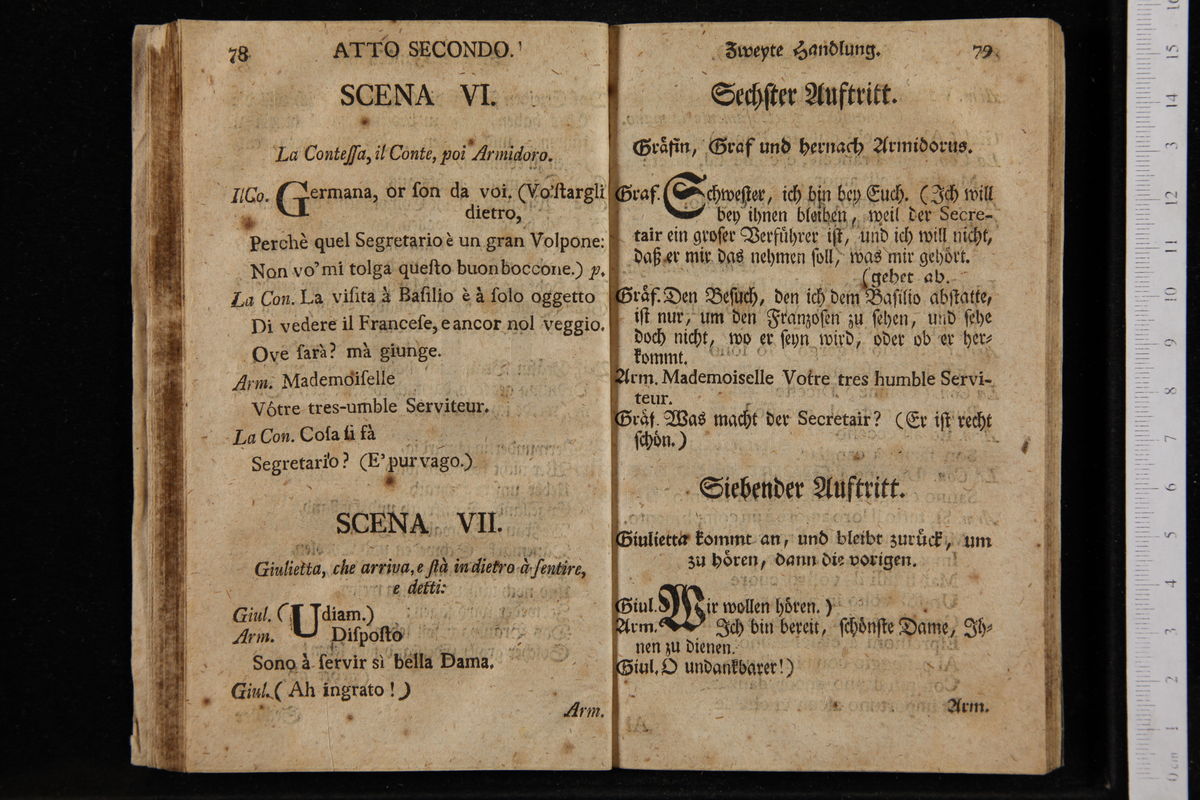 78 ATTO SECONDO.
SCENA VI.
La Conteſſa, il Conte, poi Armidoro.
Il Co. Germana, or ſon da voi. (Vo'ſtargli
dietro,
Perchè quel Segretario è un gran Volpone:
Non vo' mi tolga queſto buon boccone.) p.
La Con. La viſita à Baſilio è à ſolo oggetto
Di vedere il Franceſe, e ancor nol veggio.
Ove ſarà? mà giunge.
Arm. Mademoiſelle
Vôtre tres-umble Serviteur.
La Con. Coſa ſi fà
Segretario? (E' pur vago.)
SCENA VII.
Giulietta, che arriva, e ſtà in dietro à ſentire,
e detti:
Giul. (Udiam.)
Arm. Diſpoſto
Sono à ſervir sì bella Dama.
Giul. (Ah ingrato!)
Arm.
Zweyte Handlung. 79
Sechſter Auftritt.
Gräfin, Graf und hernach Armidorus.
Graf. Schweſter, ich bin bey Euch. (Ich will
bey ihnen bleiben, weil der Secre-
tair ein groſer Verführer iſt, und ich will nicht,
daß er mir das nehmen ſoll, was mir gehört.
(gehet ab.
Gräf. Den Beſuch, den ich dem Baſilio abſtatte,
iſt nur, um den Franzoſen zu ſehen, und ſehe
doch nicht, wo er ſeyn wird, oder ob er her-
kommt.
Arm. Mademoiselle Votre tres humble Servi-
teur.
Gräf. Was macht der Secretair? (Er iſt recht
ſchön.)
Siebender Auftritt.
Giulietta kommt an, und bleibt zurück, um
zu hören, dann die vorigen.
Giul. Wir wollen hören.)
Arm. Ich bin bereit, ſchönſte Dame, Ih-
nen zu dienen.
Giul. O undankbarer!)
Arm.